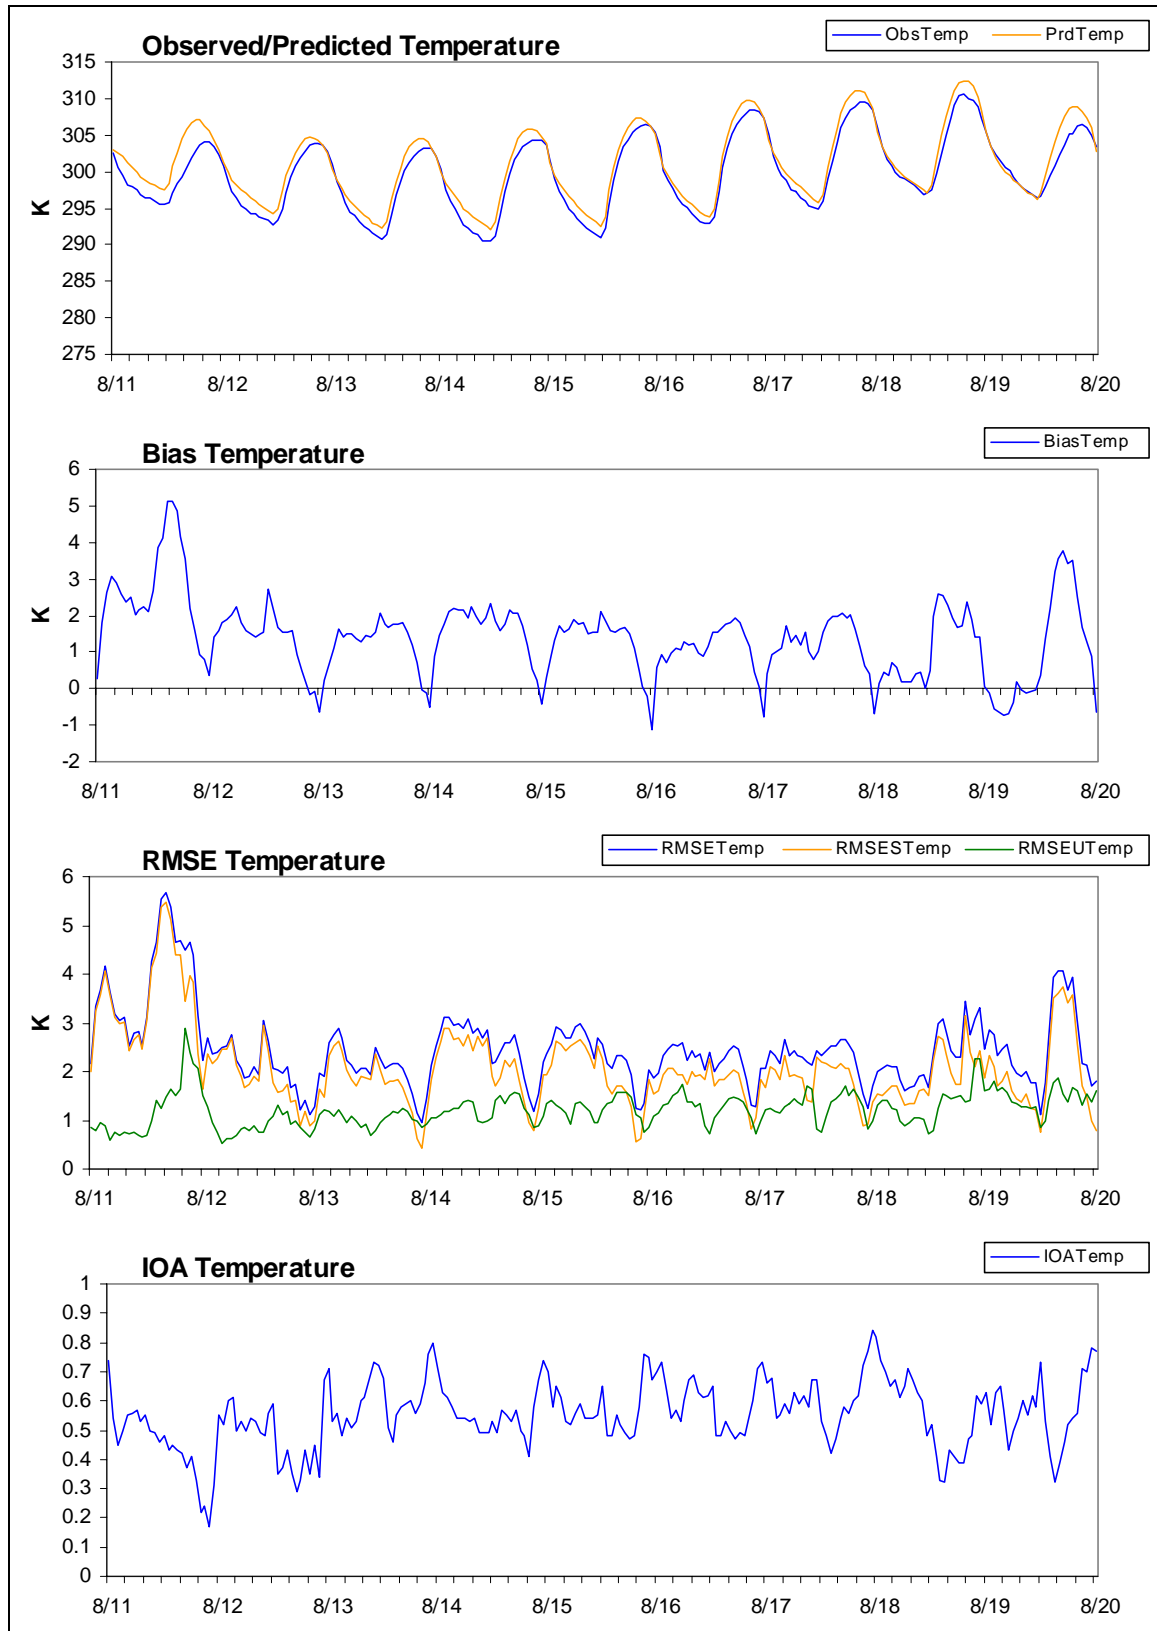 Observed/Predicted Temperature
ObsTemp PrdTemp
315
310
305
300
295
290
285
280
275
K
8/11 8/12 8/13 8/14 8/15 8/16 8/17 8/18 8/19 8/20
Bias Temperature
BiasTemp
6
5
4
3
2
1
0
-1
-2
K
8/11 8/12 8/13 8/14 8/15 8/16 8/17 8/18 8/19 8/20
RMSE Temperature
RMSETemp RMSESTemp RMSEUTemp
6
5
4
3
2
1
0
K
8/11 8/12 8/13 8/14 8/15 8/16 8/17 8/18 8/19 8/20
IOA Temperature
IOATemp
1
0.9
0.8
0.7
0.6
0.5
0.4
0.3
0.2
0.1
0
8/11 8/12 8/13 8/14 8/15 8/16 8/17 8/18 8/19 8/20